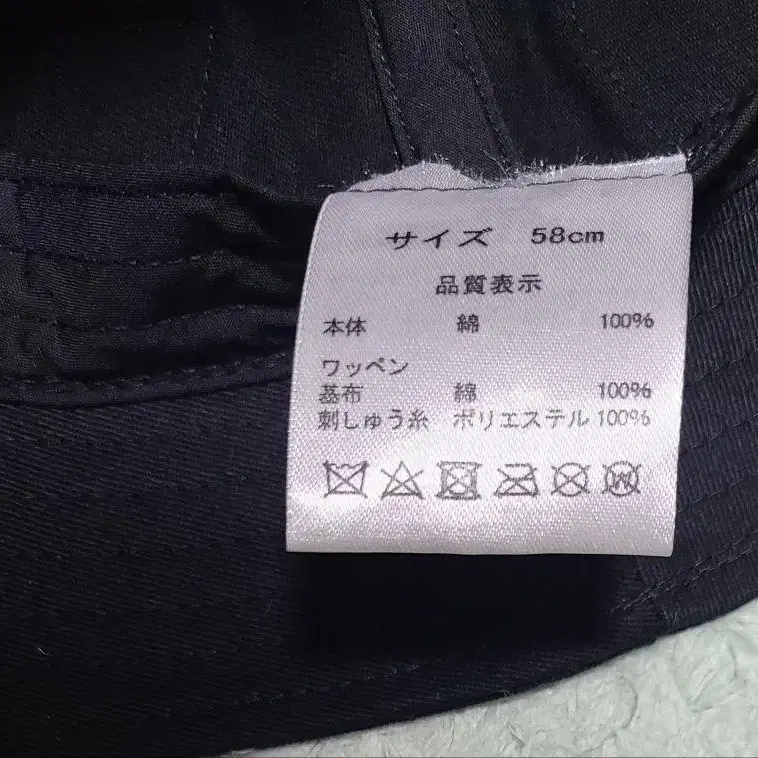 サイズ 58cm
品質表示
本体 綿 100%
ワッペン
基布 綿 100%
刺しゅう糸 ポリエステル 100%